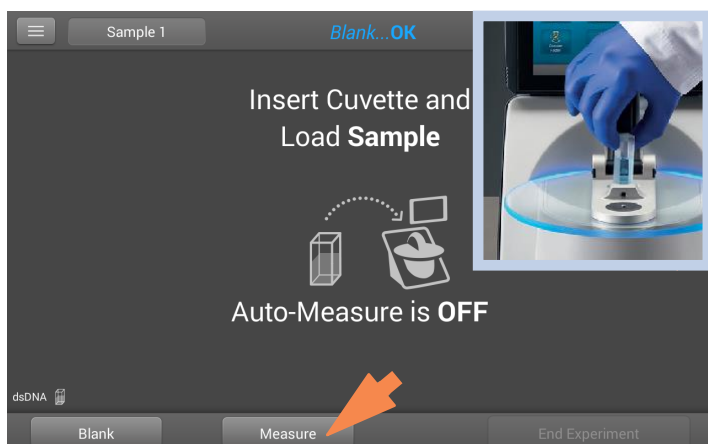 Sample 1
Blank...OK
Insert Cuvette and
Load Sample
Auto-Measure is OFF
dsDNA
Blank
Measure
End Experiment